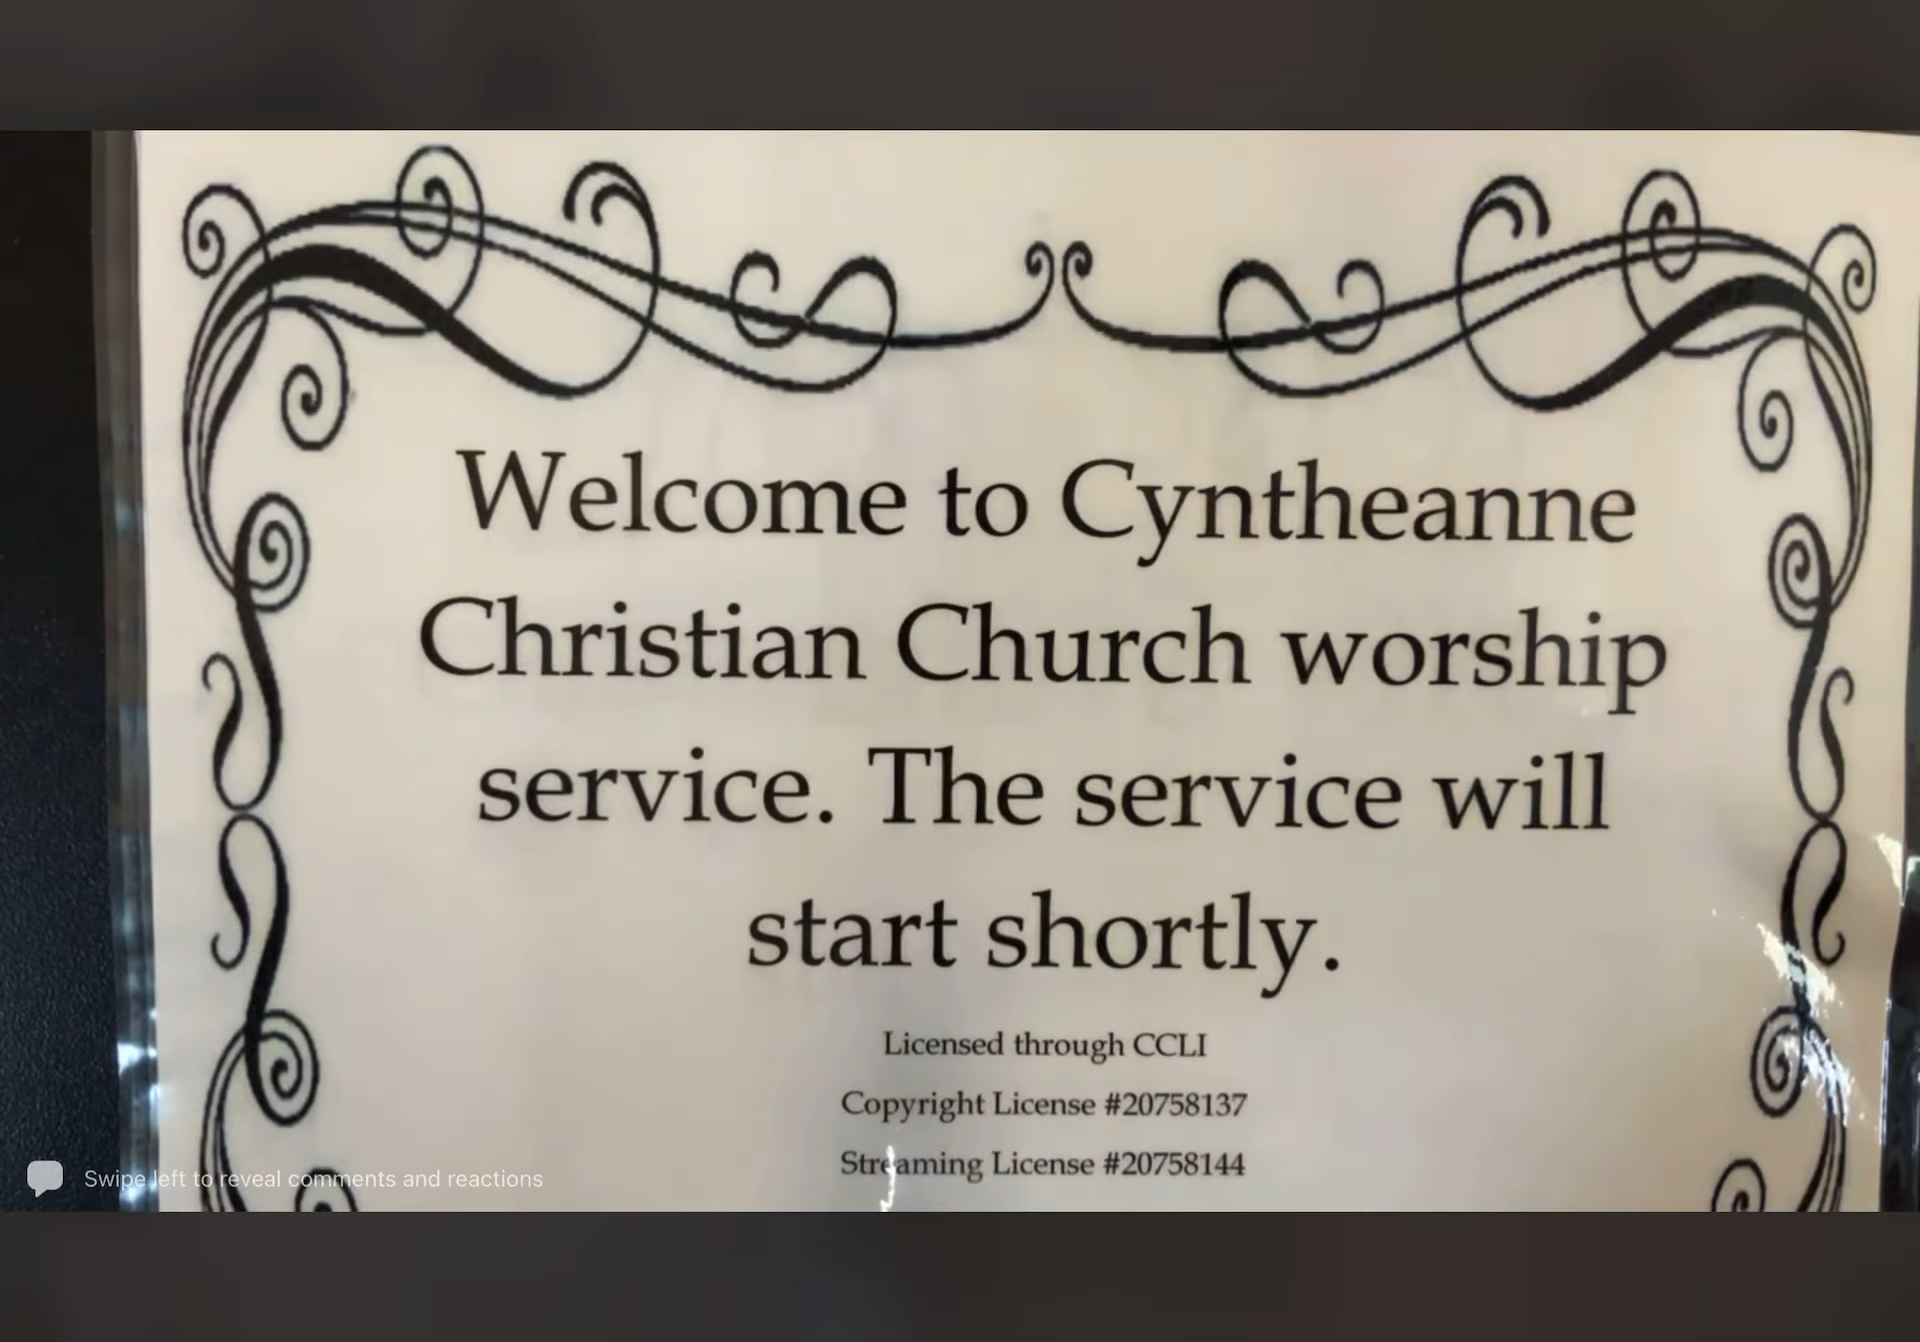 Welcome to Cyntheanne
Christian Church worship
service. The service will
start shortly.
Licensed through CCLI
Copyright License #20758137
Streaming License #20758144
Swipe left to reveal comments and reactions